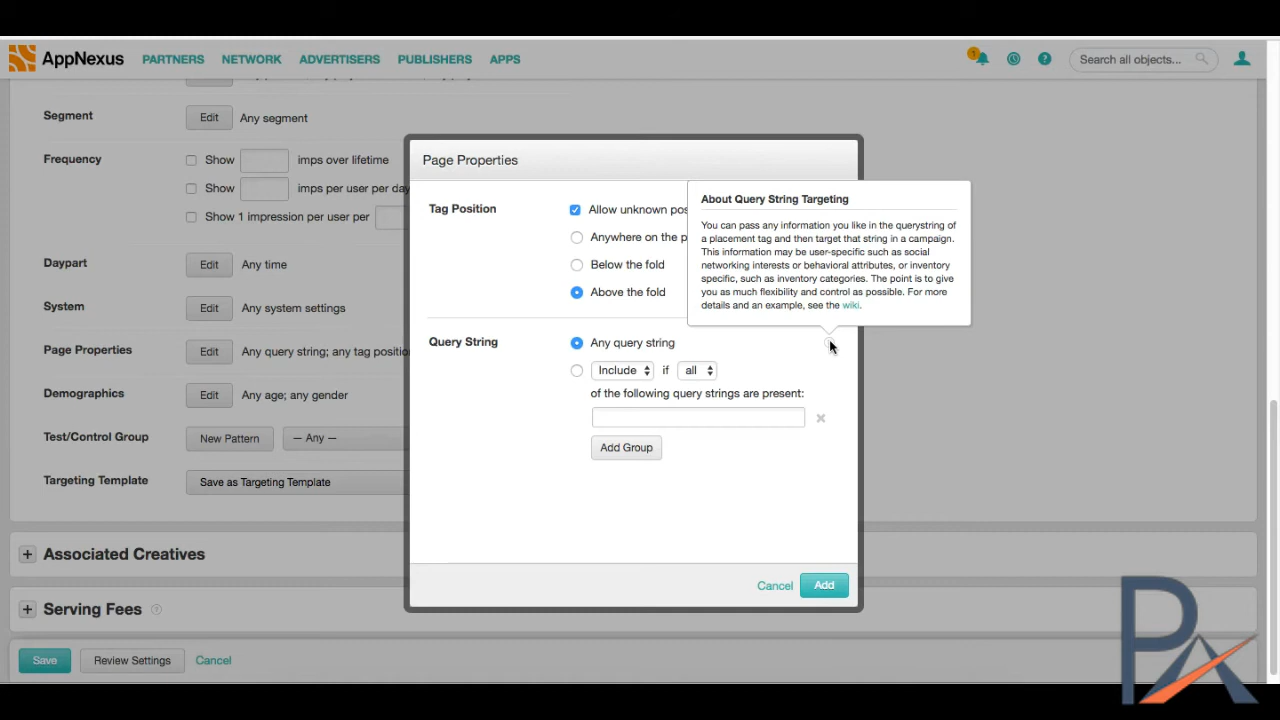 AppNexus PARTNERS NETWORK ADVERTISERS PUBLISHERS APPS 1 ? Search all objects...
Segment Edit Any segment
Frequency Show imps over lifetime
Show imps per user per day
Show 1 impression per user per
Daypart Edit Any time
System Edit Any system settings
Page Properties Edit Any query string; any tag position
Demographics Edit Any age; any gender
Test/Control Group New Pattern — Any —
Targeting Template Save as Targeting Template
+ Associated Creatives
+ Serving Fees ?
Save Review Settings Cancel
Page Properties
Tag Position Allow unknown pos
Anywhere on the p
Below the fold
Above the fold
Query String Any query string
Include if all
of the following query strings are present:
Add Group
Cancel Add
About Query String Targeting
You can pass any information you like in the querystring of
a placement tag and then target that string in a campaign.
This information may be user-specific such as social
networking interests or behavioral attributes, or inventory
specific, such as inventory categories. The point is to give
you as much flexibility and control as possible. For more
details and an example, see the wiki.
PA